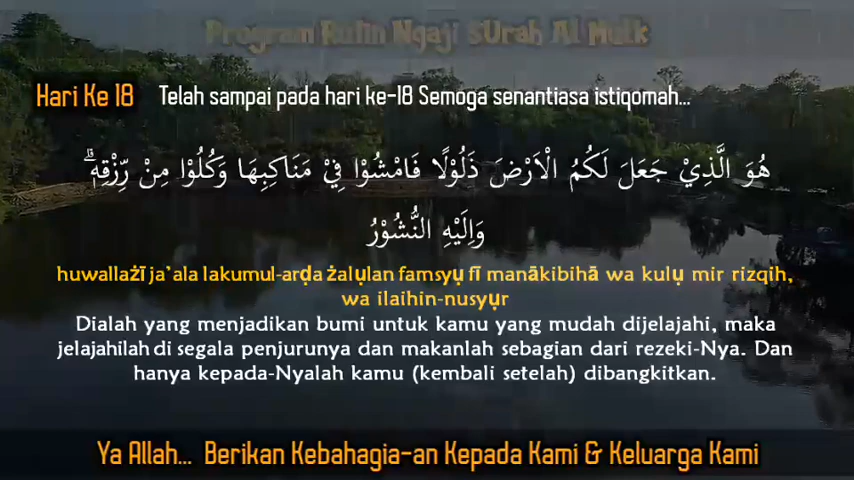 Program Rutin Ngaji sUrah Al Mulk
Hari Ke 18 Telah sampai pada hari ke-18 Semoga senantiasa istiqomah...
هُوَ الَّذِيْ جَعَلَ لَكُمُ الْاَرْضَ ذَلُوْلًا فَامْشُوْا فِيْ مَنَاكِبِهَا وَكُلُوْا مِنْ رِّزْقِهٖۗ
وَاِلَيْهِ النُّشُوْرُ
huwallażī ja`ala lakumul-arḍa żalụlan famsyụ fī manākibihā wa kulụ mir rizqih,
wa ilaihin-nusyụr
Dialah yang menjadikan bumi untuk kamu yang mudah dijelajahi, maka
jelajahilah di segala penjurunya dan makanlah sebagian dari rezeki-Nya. Dan
hanya kepada-Nyalah kamu (kembali setelah) dibangkitkan.
Ya Allah... Berikan Kebahagia-an Kepada Kami & Keluarga Kami